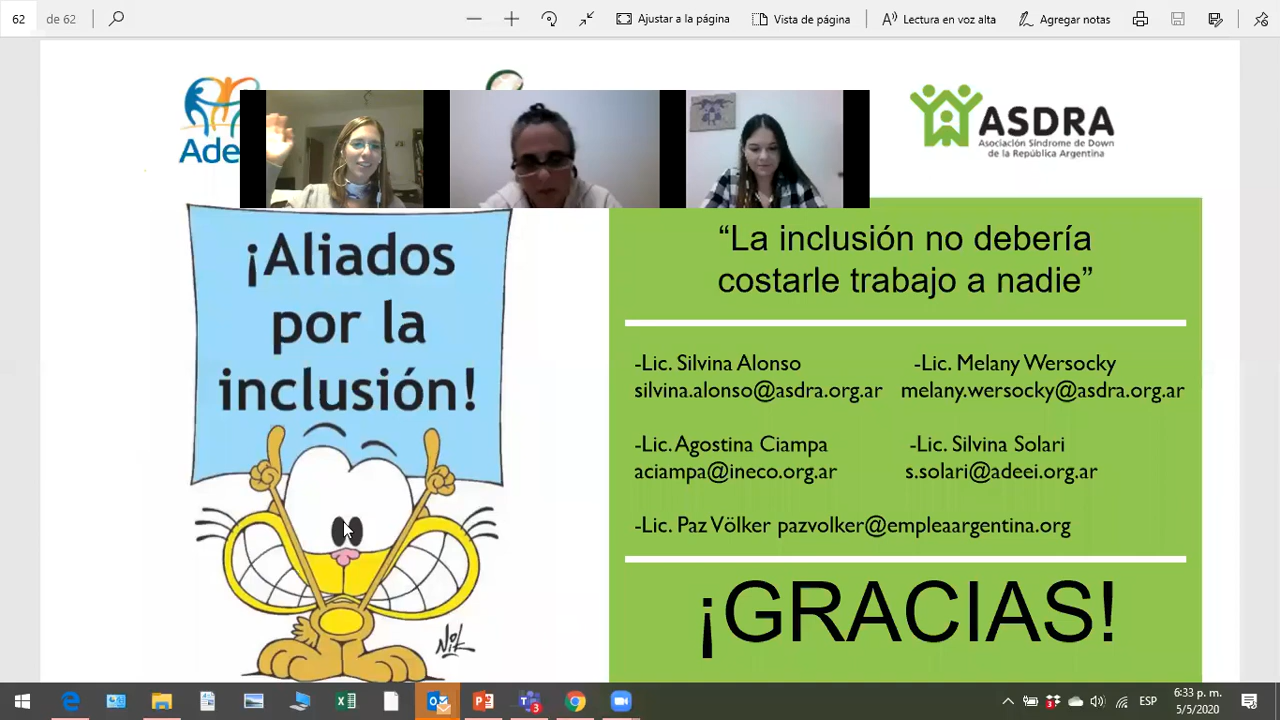 62 de 62 Ajustar a la página Vista de página Lectura en voz alta Agregar notas
Ade
ASDRA
Asociación Síndrome de Down
de la República Argentina
¡Aliados
por la
inclusión!
Nik
“La inclusión no debería
costarle trabajo a nadie”
-Lic. Silvina Alonso -Lic. Melany Wersocky
silvina.alonso@asdra.org.ar melany.wersocky@asdra.org.ar
-Lic. Agostina Ciampa -Lic. Silvina Solari
aciampa@ineco.org.ar s.solari@adeei.org.ar
-Lic. Paz Völker pazvolker@empleaargentina.org
¡GRACIAS!
3 3 ESP 6:33 p. m.
5/5/2020